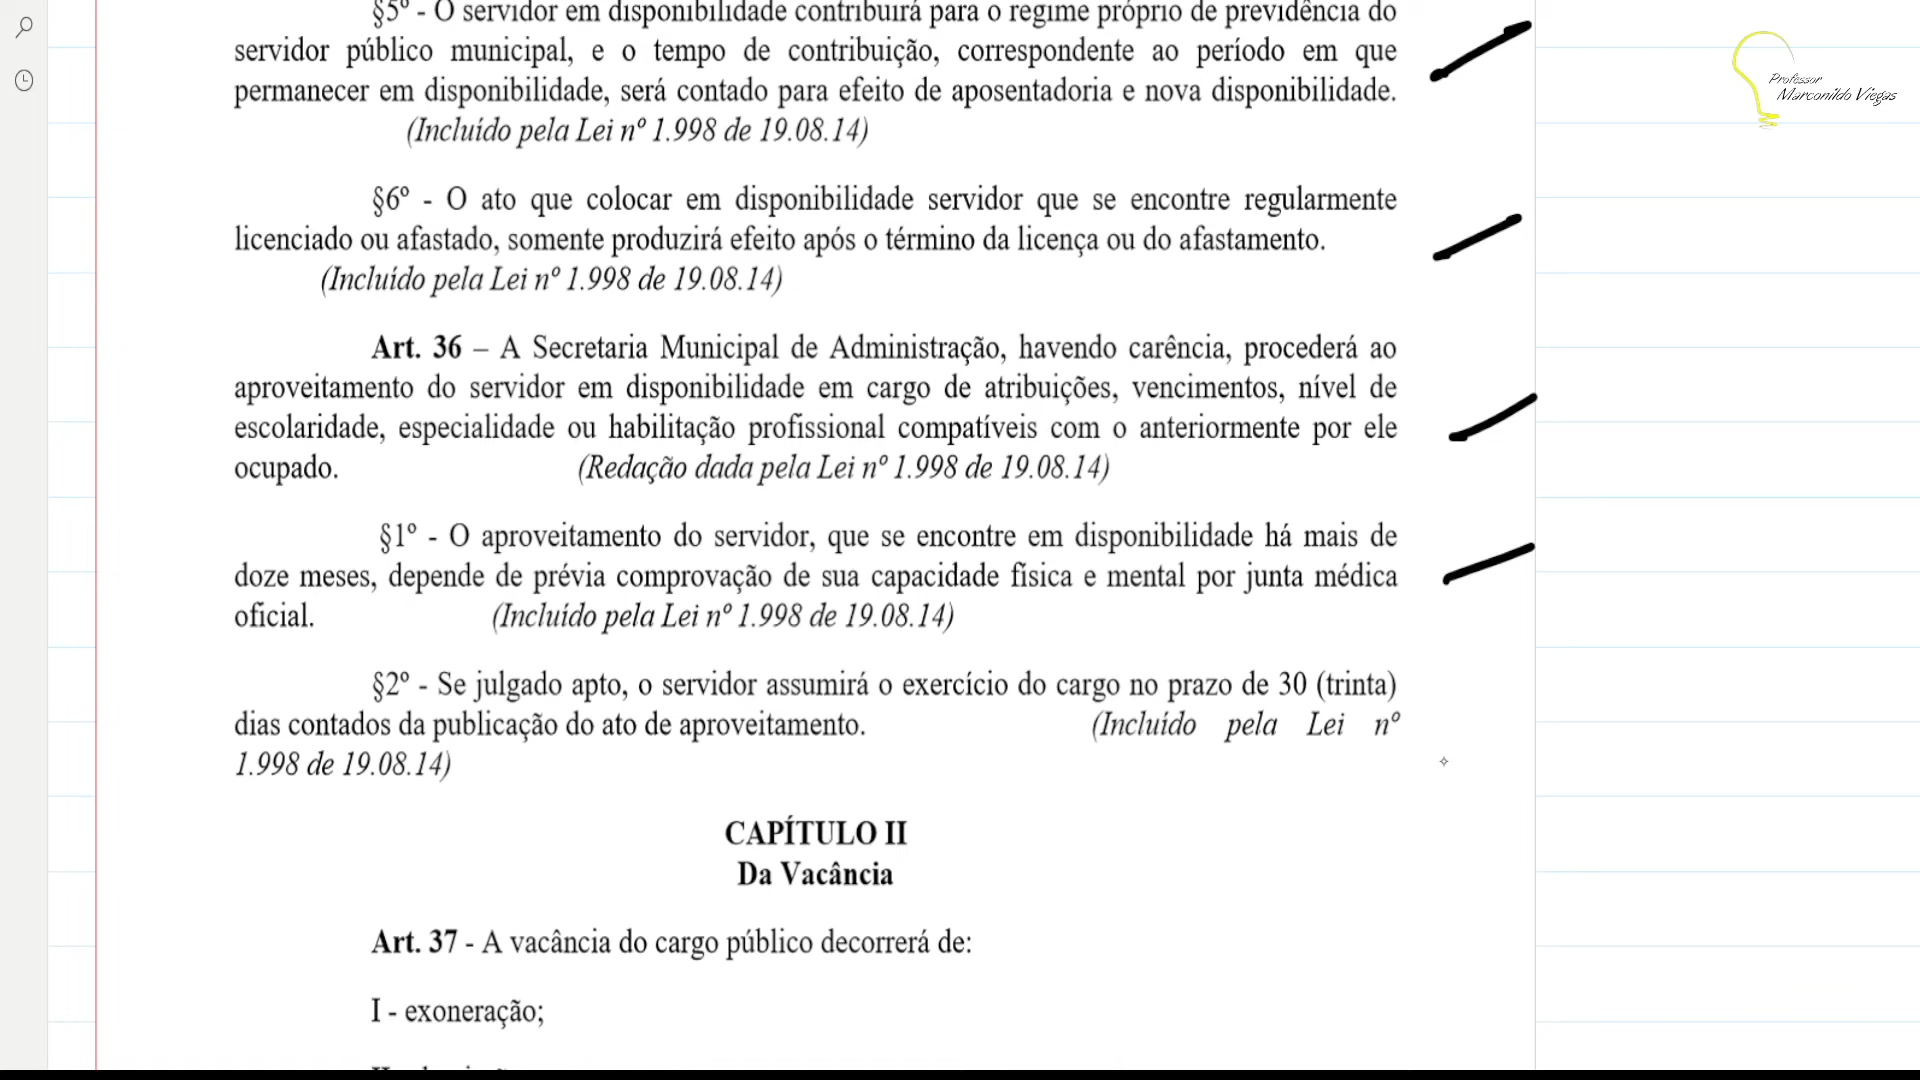 §5º - O servidor em disponibilidade contribuirá para o regime próprio de previdência do
servidor público municipal, e o tempo de contribuição, correspondente ao período em que
permanecer em disponibilidade, será contado para efeito de aposentadoria e nova disponibilidade.
(Incluído pela Lei nº 1.998 de 19.08.14)
§6º - O ato que colocar em disponibilidade servidor que se encontre regularmente
licenciado ou afastado, somente produzirá efeito após o término da licença ou do afastamento.
(Incluído pela Lei nº 1.998 de 19.08.14)
Art. 36 – A Secretaria Municipal de Administração, havendo carência, procederá ao
aproveitamento do servidor em disponibilidade em cargo de atribuições, vencimentos, nível de
escolaridade, especialidade ou habilitação profissional compatíveis com o anteriormente por ele
ocupado. (Redação dada pela Lei nº 1.998 de 19.08.14)
§1º - O aproveitamento do servidor, que se encontre em disponibilidade há mais de
doze meses, depende de prévia comprovação de sua capacidade física e mental por junta médica
oficial. (Incluído pela Lei nº 1.998 de 19.08.14)
§2º - Se julgado apto, o servidor assumirá o exercício do cargo no prazo de 30 (trinta)
dias contados da publicação do ato de aproveitamento. (Incluído pela Lei nº
1.998 de 19.08.14)
CAPÍTULO II
Da Vacância
Art. 37 - A vacância do cargo público decorrerá de:
I - exoneração;
Professor
Marconildo Viegas